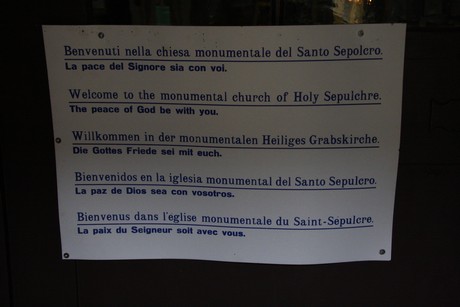 Benvenuti nella chiesa monumentale del Santo Sepolcro.
La pace del Signore sia con voi.
Welcome to the monumental church of Holy Sepulchre.
The peace of God be with you.
Willkommen in der monumentalen Heiliges Grabskirche.
Die Gottes Friede sei mit euch.
Bienvenidos en la iglesia monumental del Santo Sepulcro.
La paz de Dios sea con vosotros.
Bienvenus dans l'eglise monumentale du Saint-Sepulcre.
La paix du Seigneur soit avec vous.